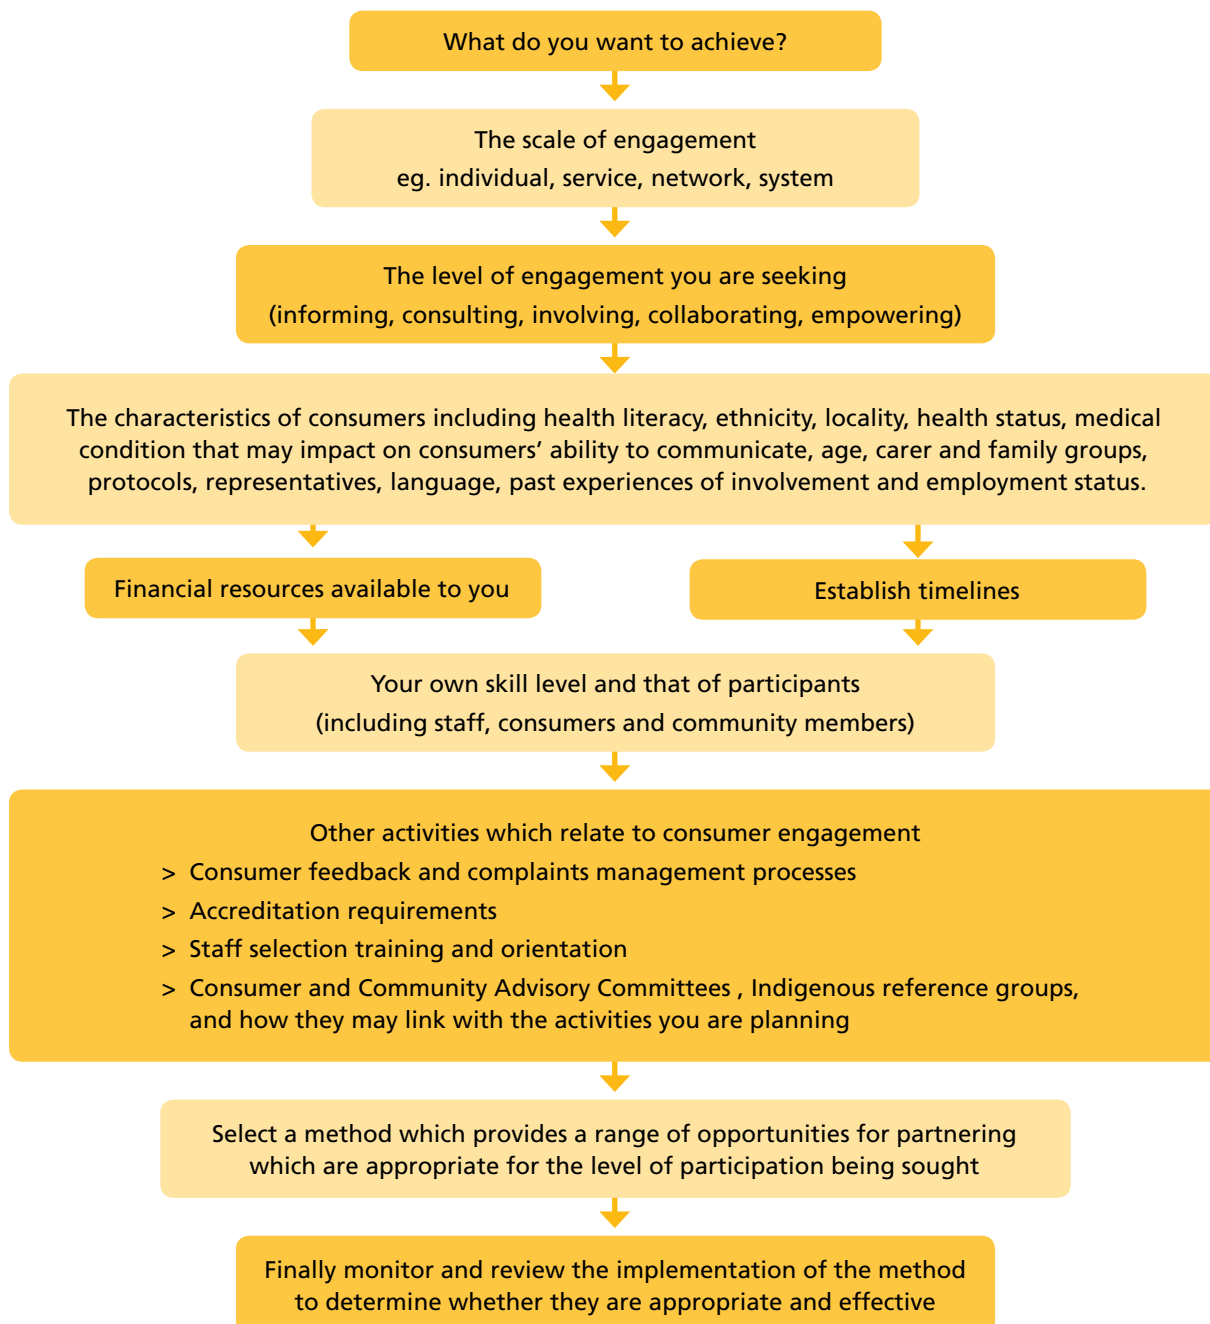 What do you want to achieve?
The scale of engagement
eg. individual, service, network, system
The level of engagement you are seeking
(informing, consulting, involving, collaborating, empowering)
The characteristics of consumers including health literacy, ethnicity, locality, health status, medical
condition that may impact on consumers’ ability to communicate, age, carer and family groups,
protocols, representatives, language, past experiences of involvement and employment status.
Financial resources available to you
Establish timelines
Your own skill level and that of participants
(including staff, consumers and community members)
Other activities which relate to consumer engagement
> Consumer feedback and complaints management processes
> Accreditation requirements
> Staff selection training and orientation
> Consumer and Community Advisory Committees , Indigenous reference groups,
and how they may link with the activities you are planning
Select a method which provides a range of opportunities for partnering
which are appropriate for the level of participation being sought
Finally monitor and review the implementation of the method
to determine whether they are appropriate and effective